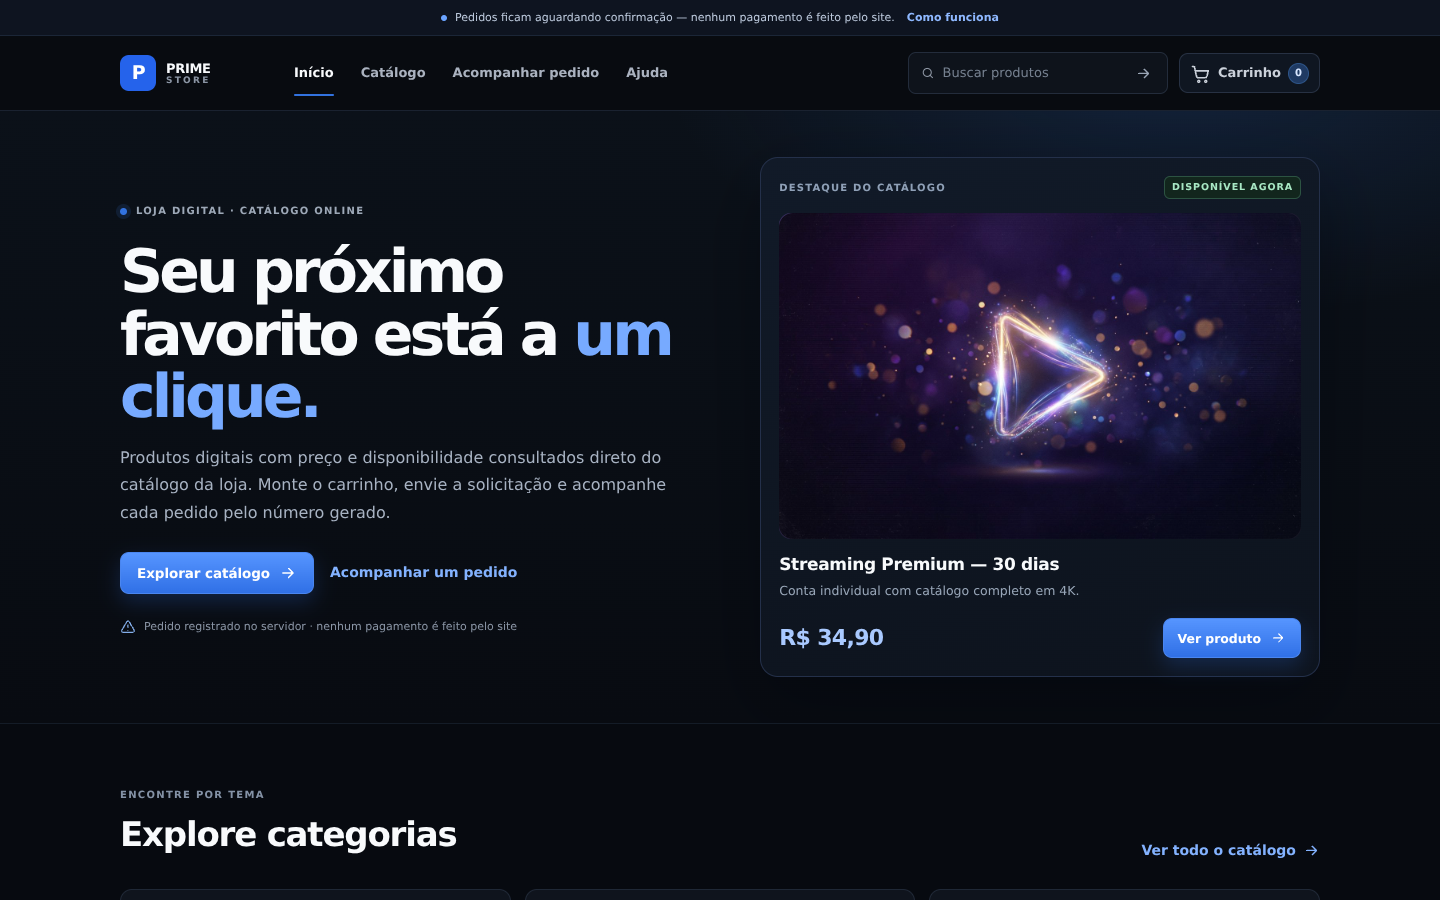 Pedidos ficam aguardando confirmação — nenhum pagamento é feito pelo site. Como funciona
P PRIME
STORE
Início Catálogo Acompanhar pedido Ajuda
Buscar produtos
Carrinho 0
LOJA DIGITAL · CATÁLOGO ONLINE
Seu próximo
favorito está a um
clique.
Produtos digitais com preço e disponibilidade consultados direto do
catálogo da loja. Monte o carrinho, envie a solicitação e acompanhe
cada pedido pelo número gerado.
Explorar catálogo
Acompanhar um pedido
Pedido registrado no servidor · nenhum pagamento é feito pelo site
DESTAQUE DO CATÁLOGO
DISPONÍVEL AGORA
Streaming Premium — 30 dias
Conta individual com catálogo completo em 4K.
R$ 34,90
Ver produto
ENCONTRE POR TEMA
Explore categorias
Ver todo o catálogo